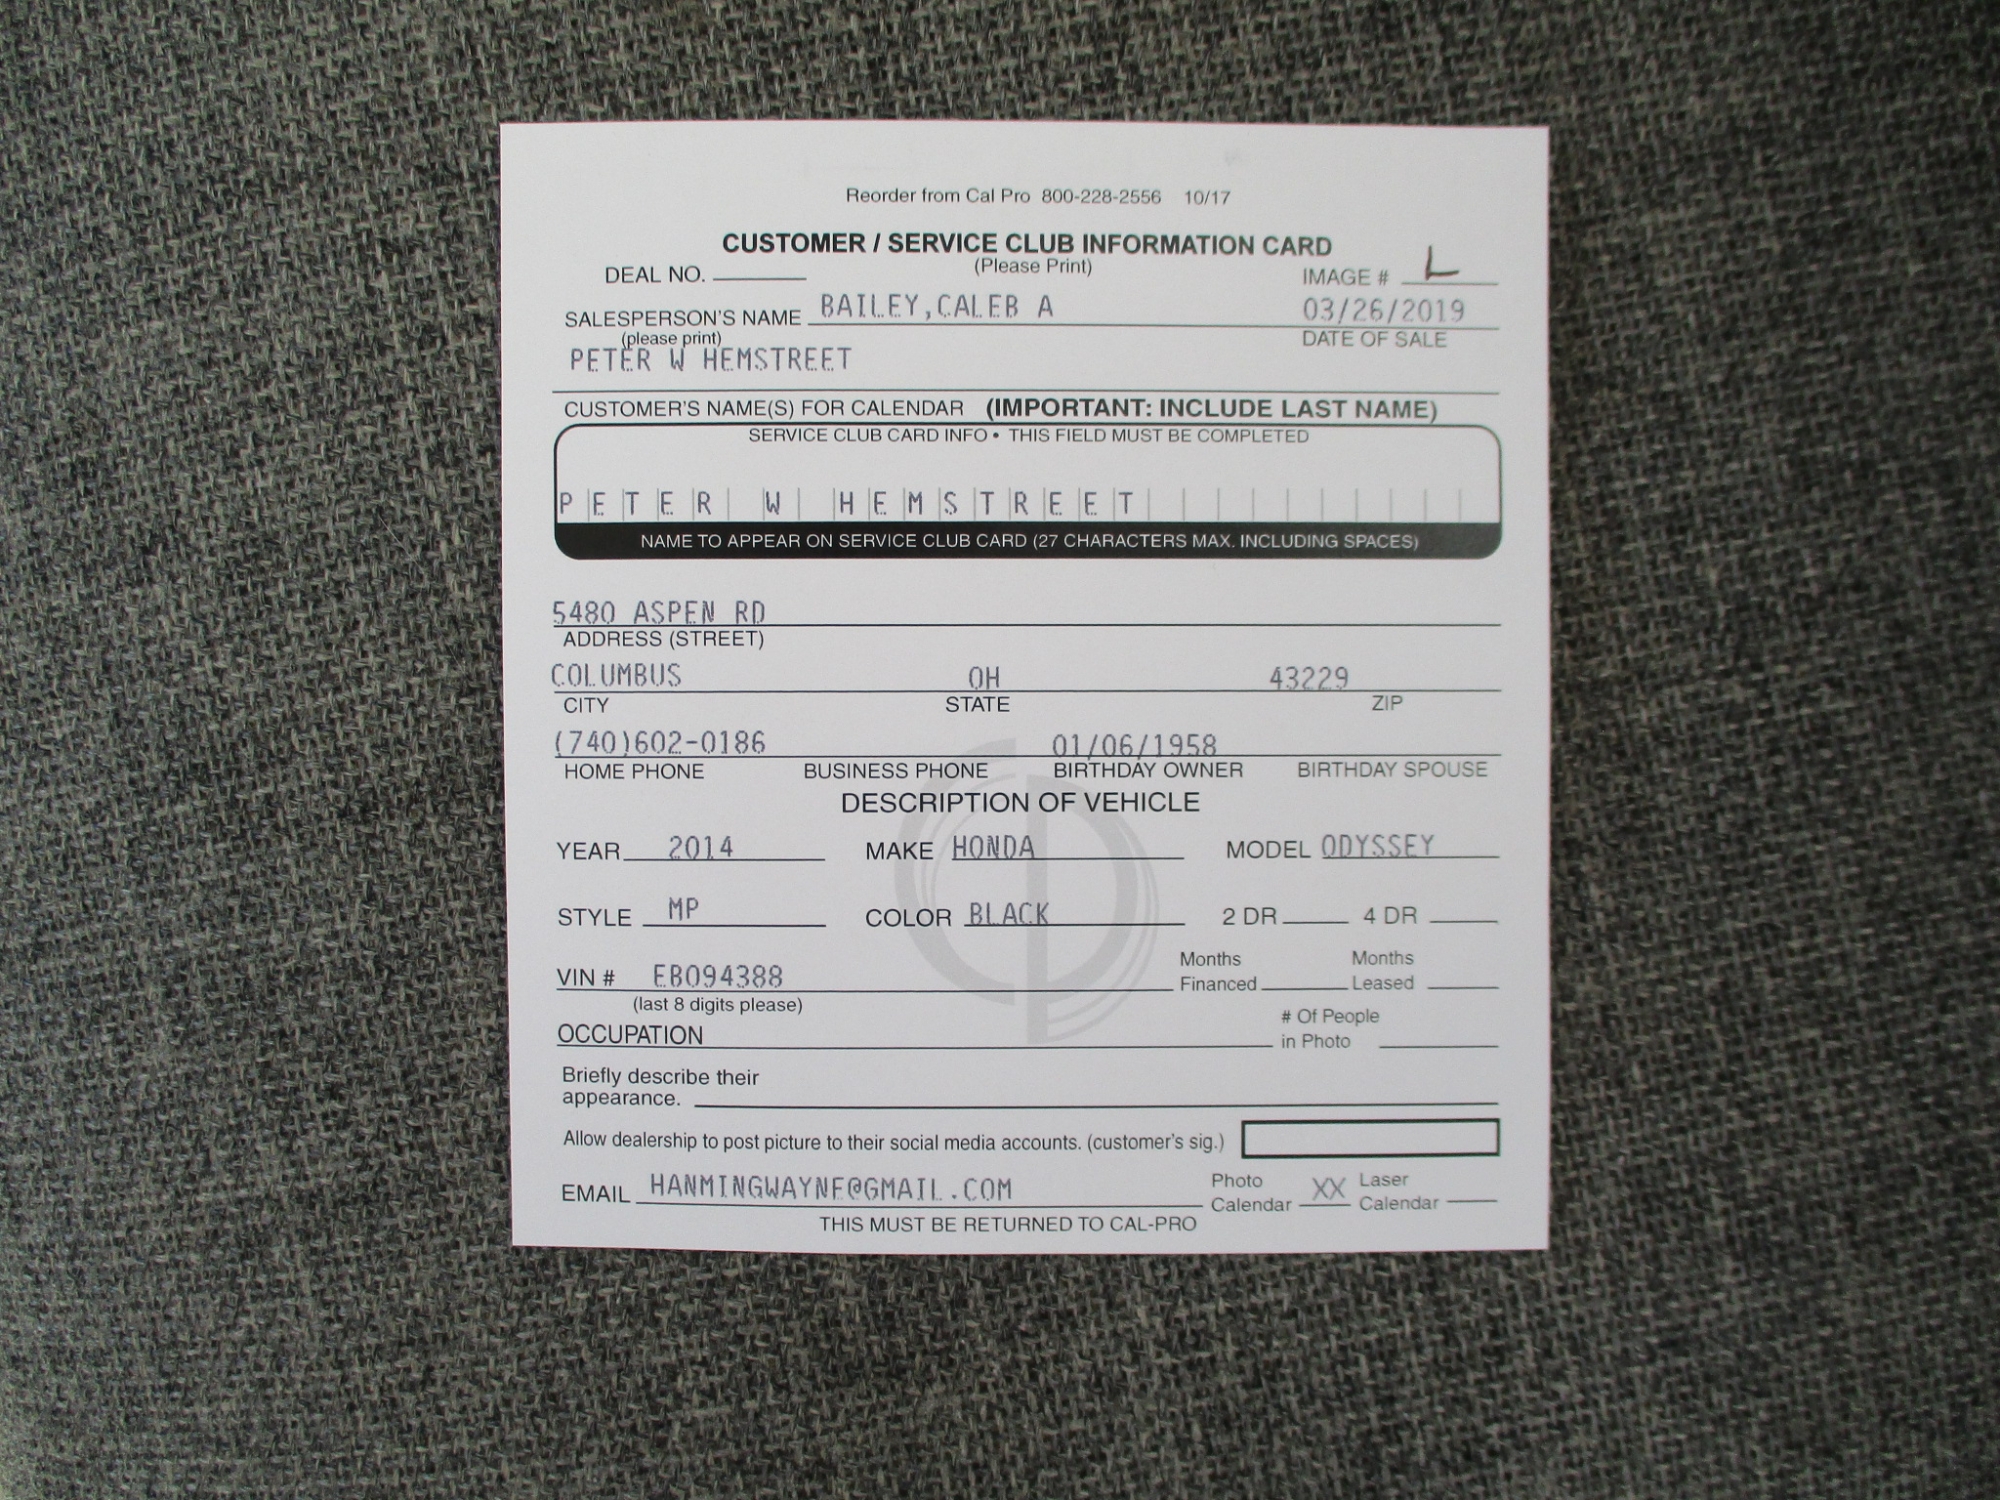 Reorder from Cal Pro 800-228-2556 10/17
CUSTOMER / SERVICE CLUB INFORMATION CARD
(Please Print)
DEAL NO. IMAGE # L
SALESPERSON'S NAME BAILEY,CALEB A 03/26/2019
(please print) DATE OF SALE
PETER W HEMSTREET
CUSTOMER'S NAME(S) FOR CALENDAR (IMPORTANT: INCLUDE LAST NAME)
SERVICE CLUB CARD INFO • THIS FIELD MUST BE COMPLETED
PETER W HEMSTREET
NAME TO APPEAR ON SERVICE CLUB CARD (27 CHARACTERS MAX. INCLUDING SPACES)
5480 ASPEN RD
ADDRESS (STREET)
COLUMBUS OH 43229
CITY STATE ZIP
(740)602-0186 01/06/1958
HOME PHONE BUSINESS PHONE BIRTHDAY OWNER BIRTHDAY SPOUSE
DESCRIPTION OF VEHICLE
YEAR 2014 MAKE HONDA MODEL ODYSSEY
STYLE MP COLOR BLACK 2 DR 4 DR
VIN # EB094388 Months Financed Months Leased
(last 8 digits please)
OCCUPATION # Of People in Photo
Briefly describe their
appearance.
Allow dealership to post picture to their social media accounts. (customer's sig.)
EMAIL HANMINGWAYNE@GMAIL.COM Photo Calendar XX Laser Calendar
THIS MUST BE RETURNED TO CAL-PRO